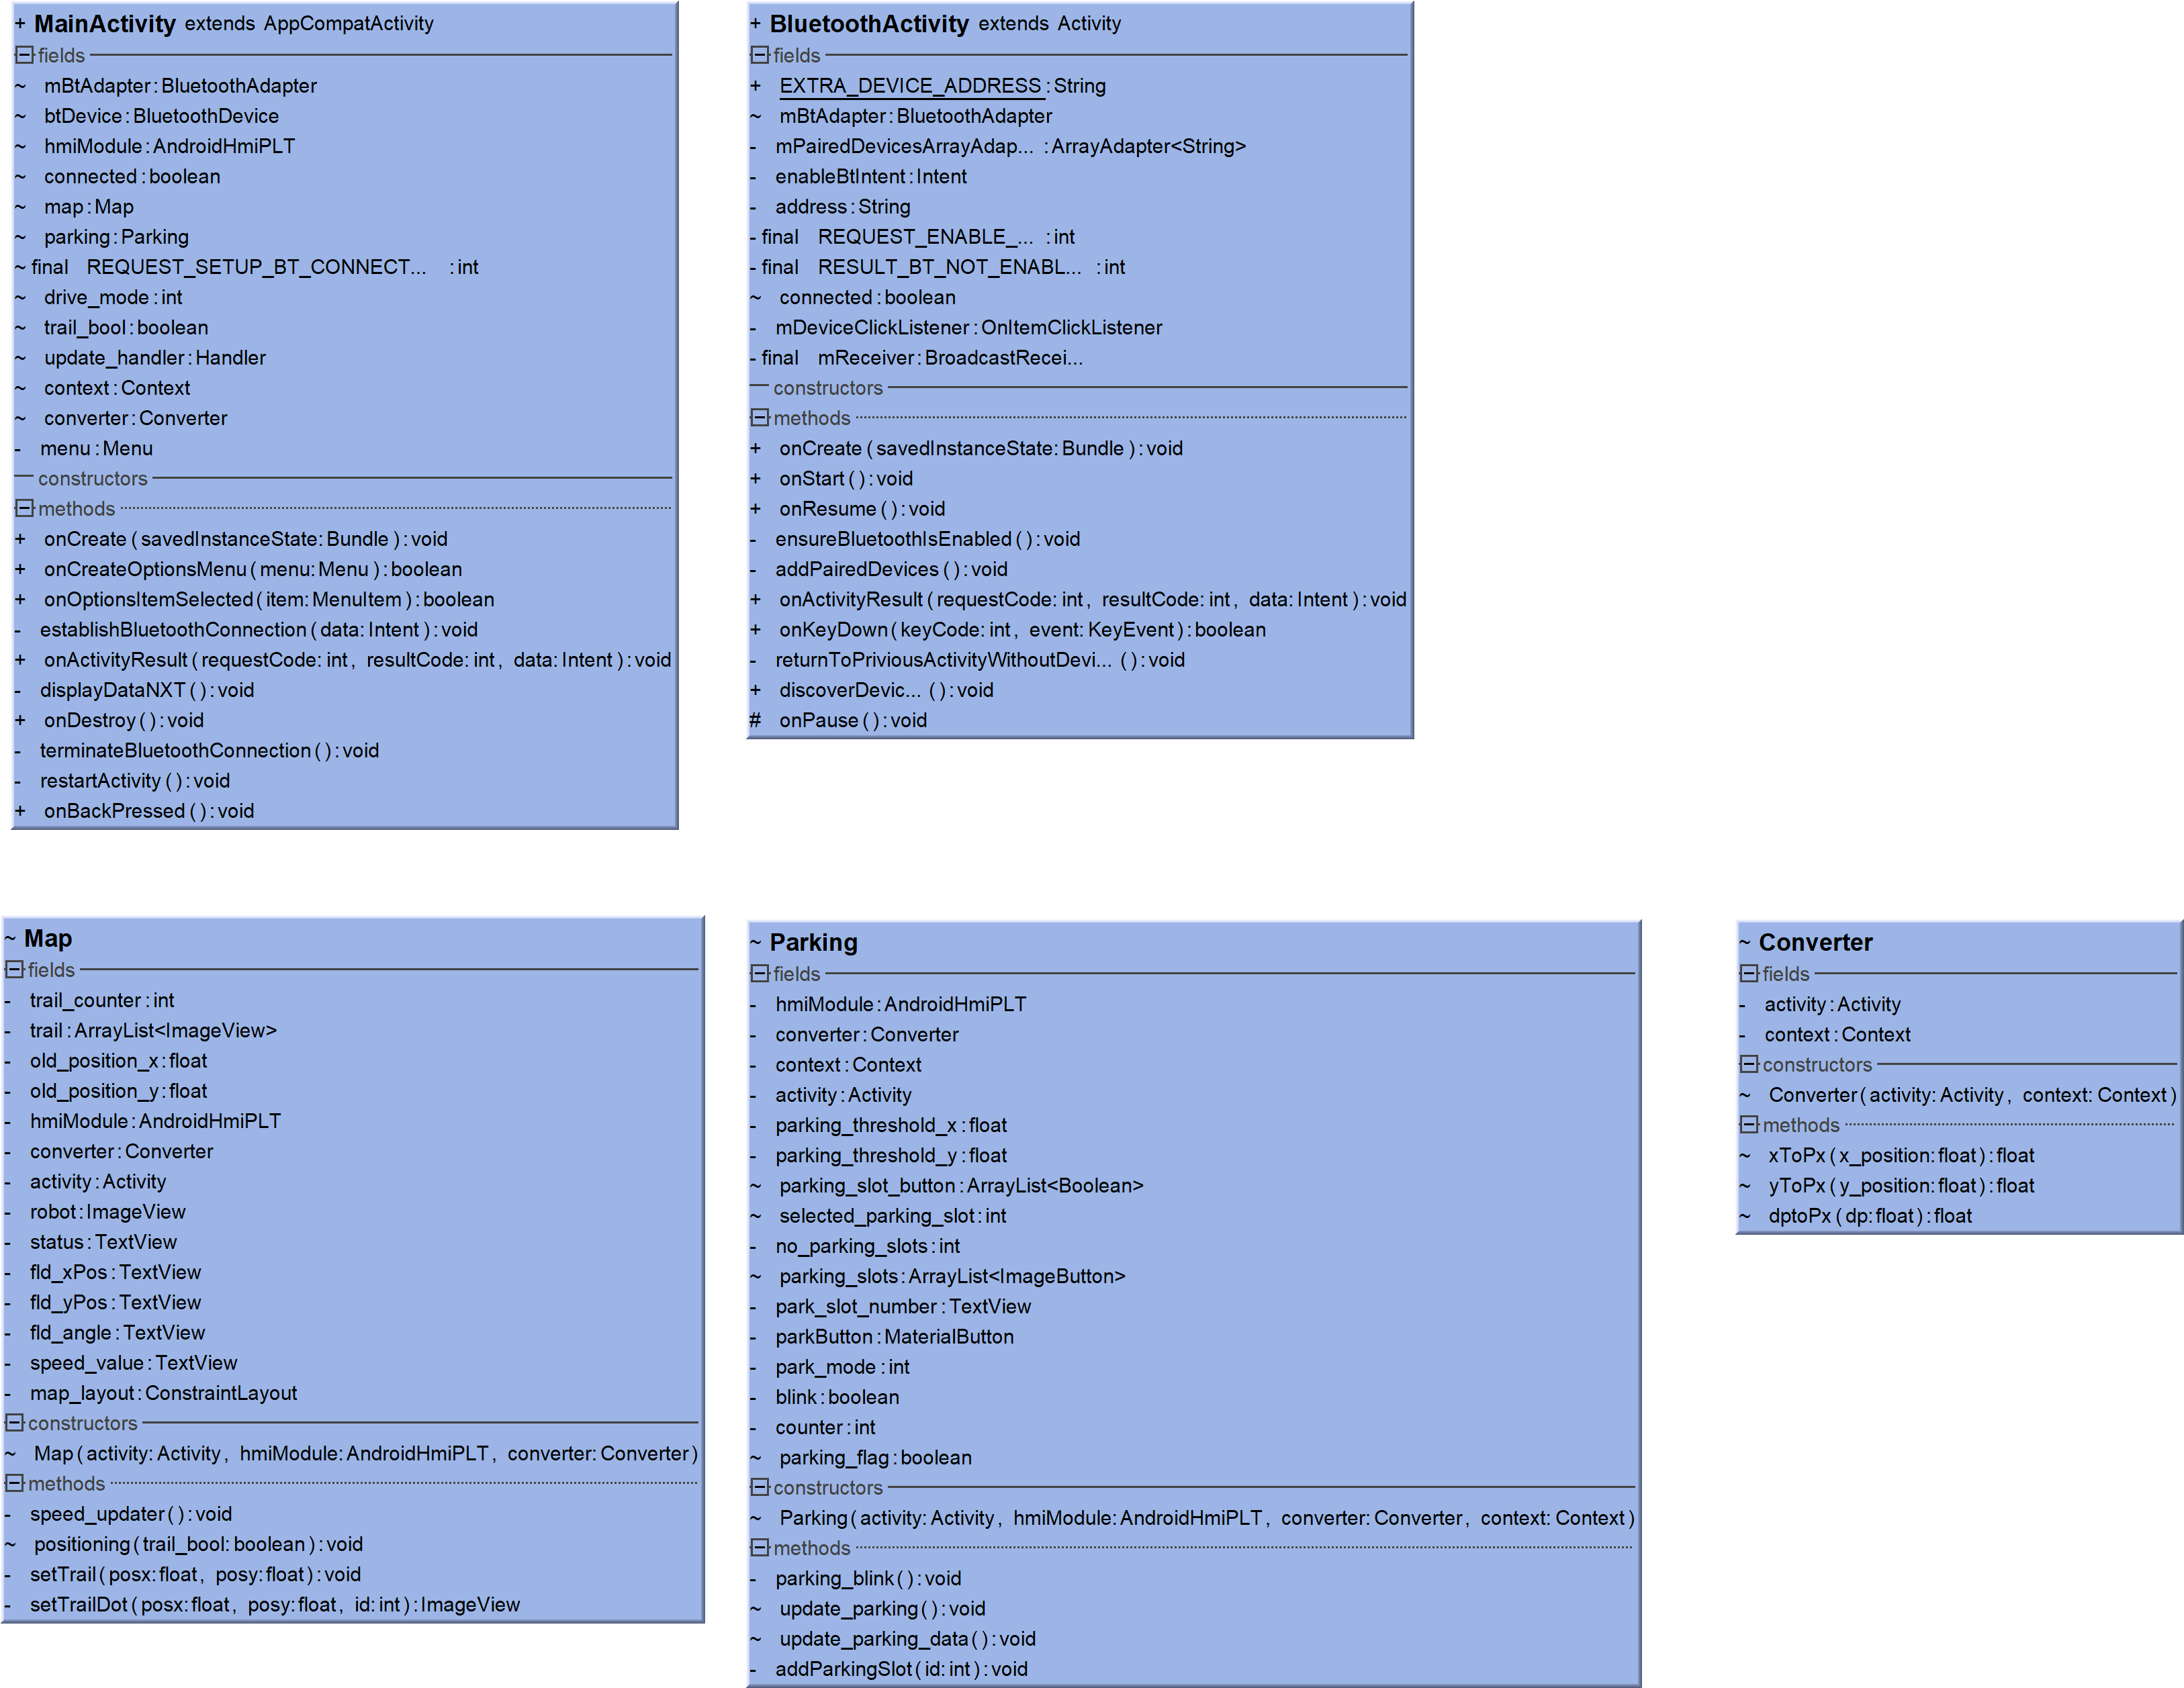 + MainActivity extends AppCompatActivity
fields
~ mBtAdapter:BluetoothAdapter
~ btDevice:BluetoothDevice
~ hmiModule:AndroidHmiPLT
~ connected:boolean
~ map:Map
~ parking:Parking
~ final REQUEST_SETUP_BT_CONNECT... :int
~ drive_mode:int
~ trail_bool:boolean
~ update_handler:Handler
~ context:Context
~ converter:Converter
- menu:Menu
constructors
methods
+ onCreate(savedInstanceState:Bundle):void
+ onCreateOptionsMenu(menu:Menu):boolean
+ onOptionsItemSelected(item:MenuItem):boolean
- establishBluetoothConnection(data:Intent):void
+ onActivityResult(requestCode:int, resultCode:int, data:Intent):void
- displayDataNXT():void
+ onDestroy():void
- terminateBluetoothConnection():void
- restartActivity():void
+ onBackPressed():void
+ BluetoothActivity extends Activity
fields
+ EXTRA_DEVICE_ADDRESS:String
~ mBtAdapter:BluetoothAdapter
- mPairedDevicesArrayAdap... :ArrayAdapter<String>
- enableBtIntent:Intent
- address:String
- final REQUEST_ENABLE_... :int
- final RESULT_BT_NOT_ENABL... :int
~ connected:boolean
- mDeviceClickListener:OnItemClickListener
- final mReceiver:BroadcastRecei...
constructors
methods
+ onCreate(savedInstanceState:Bundle):void
+ onStart():void
+ onResume():void
- ensureBluetoothIsEnabled():void
- addPairedDevices():void
+ onActivityResult(requestCode:int, resultCode:int, data:Intent):void
+ onKeyDown(keyCode:int, event:KeyEvent):boolean
- returnToPriviousActivityWithoutDevi... ():void
+ discoverDevic... ():void
# onPause():void
~ Map
fields
- trail_counter:int
- trail:ArrayList<ImageView>
- old_position_x:float
- old_position_y:float
- hmiModule:AndroidHmiPLT
- converter:Converter
- activity:Activity
- robot:ImageView
- status:TextView
- fld_xPos:TextView
- fld_yPos:TextView
- fld_angle:TextView
- speed_value:TextView
- map_layout:ConstraintLayout
constructors
~ Map(activity:Activity, hmiModule:AndroidHmiPLT, converter:Converter)
methods
- speed_updater():void
~ positioning(trail_bool:boolean):void
- setTrail(posx:float, posy:float):void
- setTrailDot(posx:float, posy:float, id:int):ImageView
~ Parking
fields
- hmiModule:AndroidHmiPLT
- converter:Converter
- context:Context
- activity:Activity
- parking_threshold_x:float
- parking_threshold_y:float
~ parking_slot_button:ArrayList<Boolean>
~ selected_parking_slot:int
- no_parking_slots:int
~ parking_slots:ArrayList<ImageButton>
- park_slot_number:TextView
- parkButton:MaterialButton
- park_mode:int
- blink:boolean
- counter:int
~ parking_flag:boolean
constructors
~ Parking(activity:Activity, hmiModule:AndroidHmiPLT, converter:Converter, context:Context)
methods
- parking_blink():void
~ update_parking():void
~ update_parking_data():void
- addParkingSlot(id:int):void
~ Converter
fields
- activity:Activity
- context:Context
constructors
~ Converter(activity:Activity, context:Context)
methods
~ xToPx(x_position:float):float
~ yToPx(y_position:float):float
~ dptoPx(dp:float):float